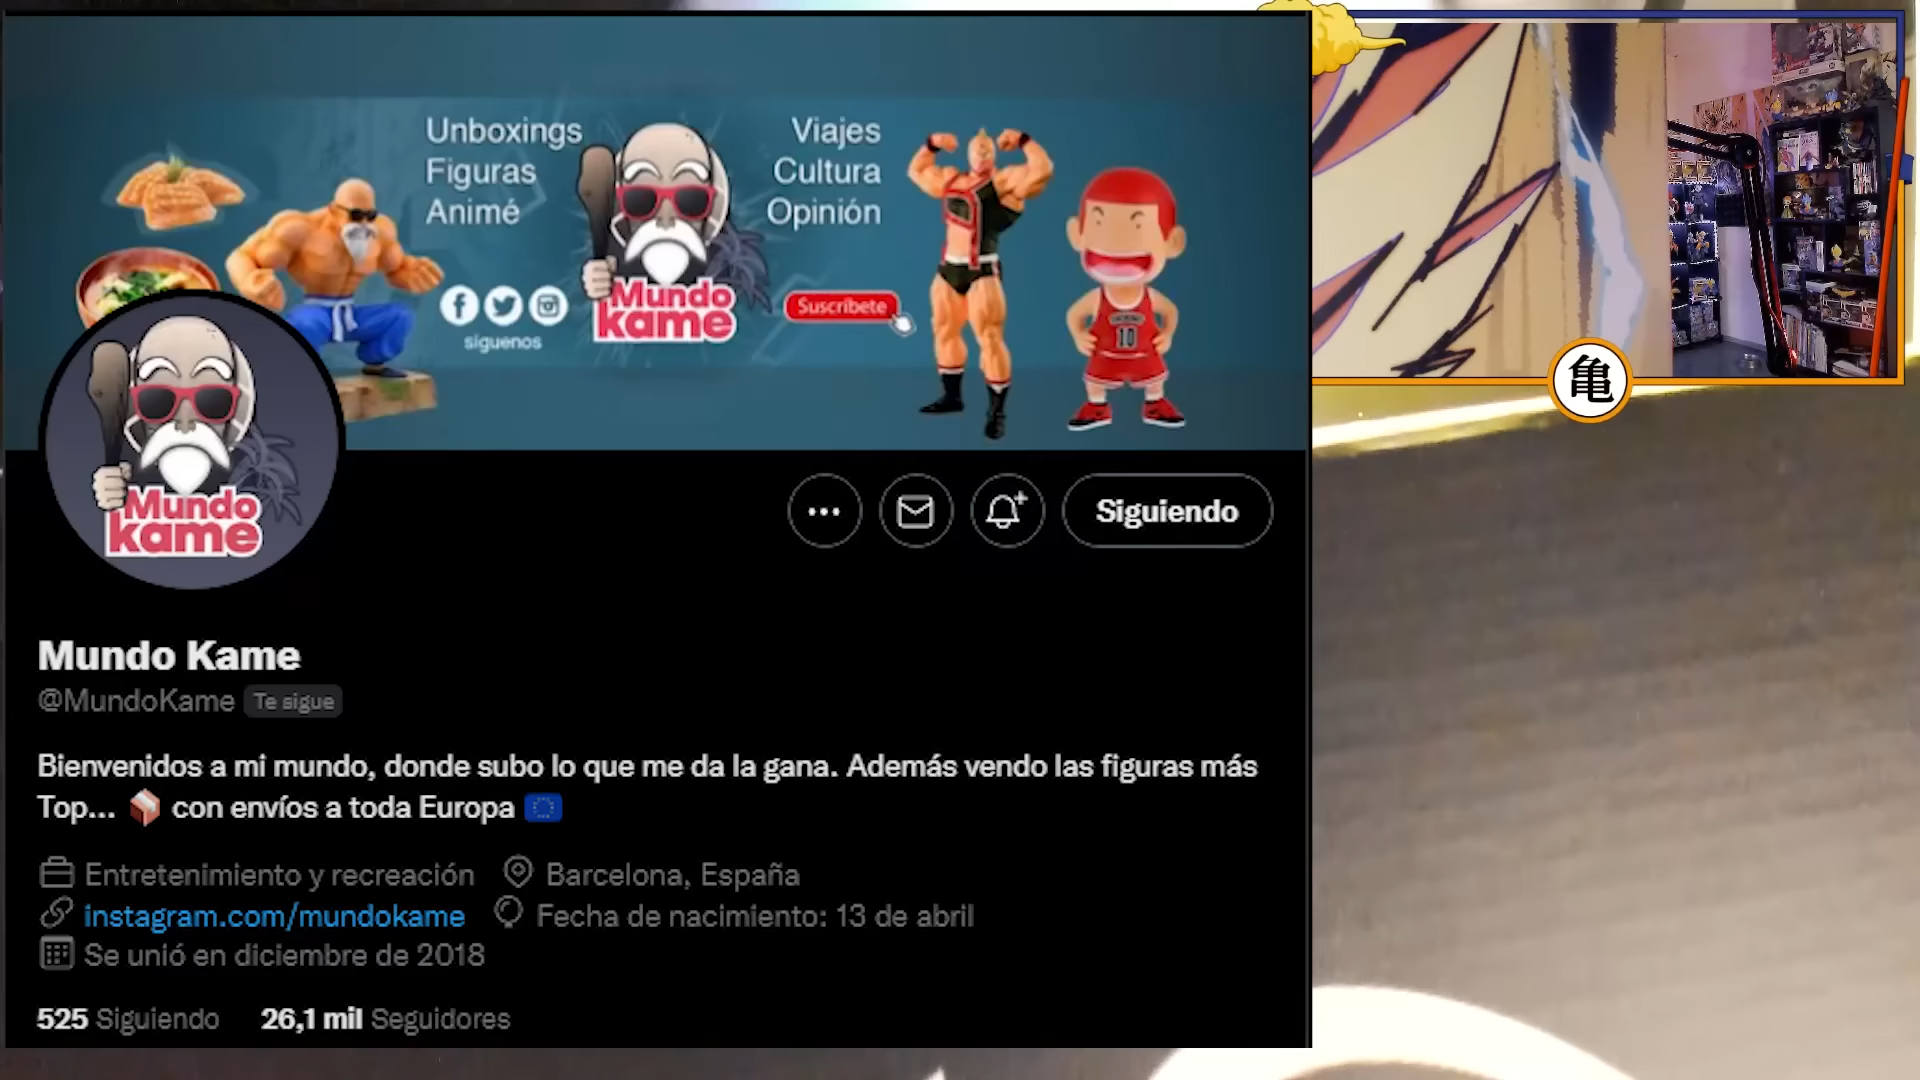 Unboxings
Figuras
Animé
Viajes
Cultura
Opinión
síguenos
Mundo
kame
Suscríbete
10
亀
Mundo
kame
Siguiendo
Mundo Kame
@MundoKame Te sigue
Bienvenidos a mi mundo, donde subo lo que me da la gana. Además vendo las figuras más
Top... con envíos a toda Europa
Entretenimiento y recreación Barcelona, España
instagram.com/mundokame Fecha de nacimiento: 13 de abril
Se unió en diciembre de 2018
525 Siguiendo 26,1 mil Seguidores